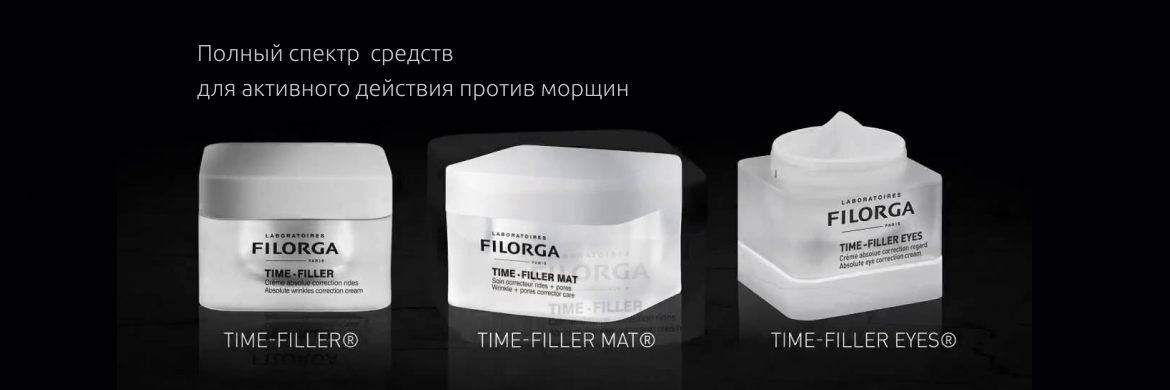 Полный спектр средств
для активного действия против морщин
LABORATOIRES
FILORGA
PARIS
TIME-FILLER
Crème absolue correction rides
Absolute wrinkles correction cream
LABORATOIRES
FILORGA
PARIS
TIME-FILLER MAT
Soin correcteur rides + pores
Wrinkle + pores corrector care
LABORATOIRES
FILORGA
PARIS
TIME-FILLER EYES
Crème absolue correction regard
Absolute eye correction cream
TIME-FILLER®
TIME-FILLER MAT®
TIME-FILLER EYES®